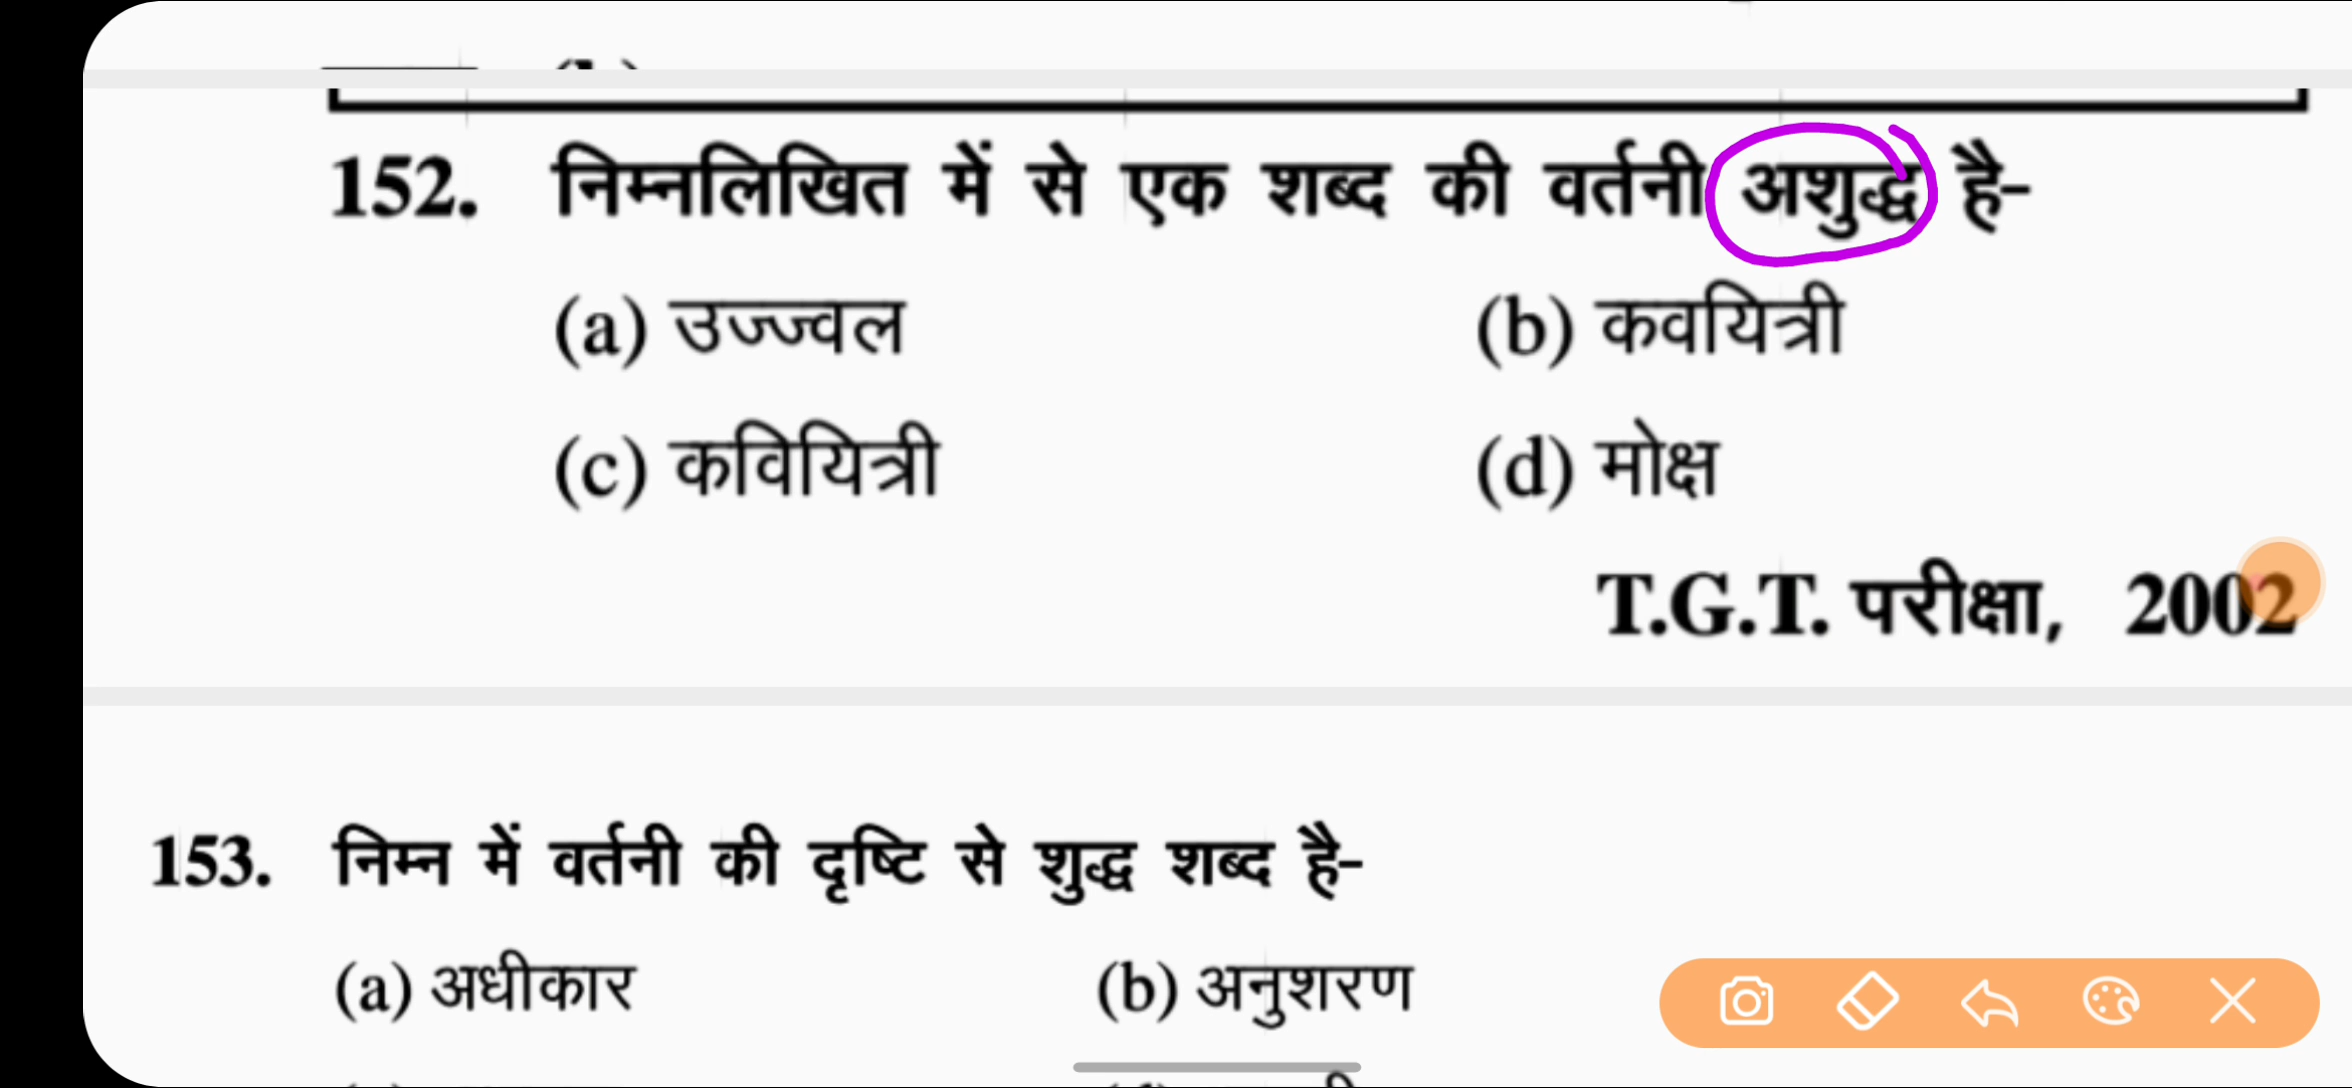 152. निम्नलिखित में से एक शब्द की वर्तनी अशुद्ध है-
(a) उज्ज्वल (b) कवयित्री
(c) कवियित्री (d) मोक्ष
T.G.T. परीक्षा, 2002
153. निम्न में वर्तनी की दृष्टि से शुद्ध शब्द है-
(a) अधीकार (b) अनुशरण